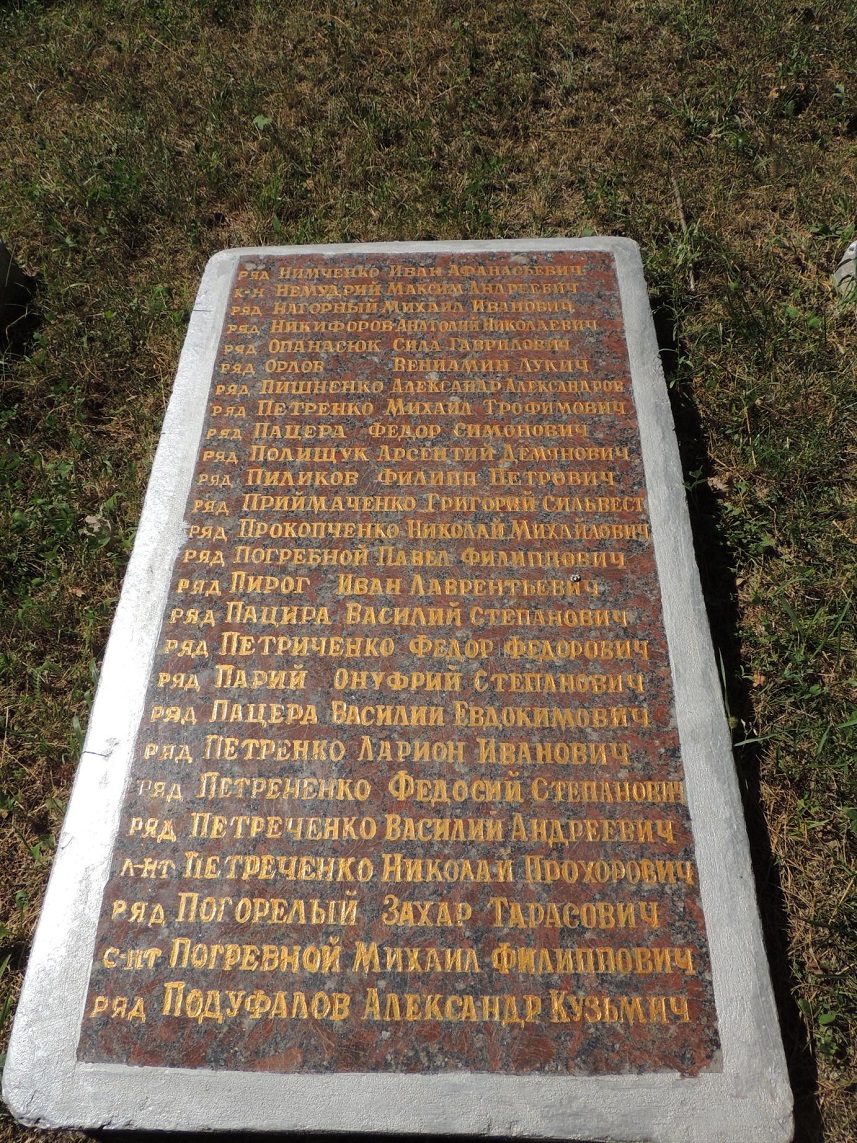 ряд Нимченко Иван Афанасьевич
к-н Немудрий Максим Андреевич
ряд Нагорный Михаил Иванович
ряд Никифоров Анатолий Николаевич
ряд Опанасюк Сила Гаврилович
ряд Орлов Вениамин Лукич
ряд Пишненко Александр Александров
ряд Петренко Михаил Трофимович
ряд Пацера Федор Симонович
ряд Полищук Арсентий Демянович
ряд Пиликов Филипп Петрович
ряд Приймаченко Григорий Сильвест
ряд Прокопченко Николай Михайлович
ряд Погребной Павел Филиппович
ряд Пирог Иван Лаврентьевич
ряд Пацира Василий Степанович
ряд Петриченко Федор Федорович
ряд Парий Онуфрий Степанович
ряд Пацера Василии Евдокимович
ряд Петренко Ларион Иванович
ряд Петрененко Федосий Степанович
ряд Петреченко Василий Андреевич
л-нт Петреченко Николай Прохорович
ряд Погорелый Захар Тарасович
с-нт Погревной Михаил Филиппович
ряд Подуфалов Александр Кузьмич